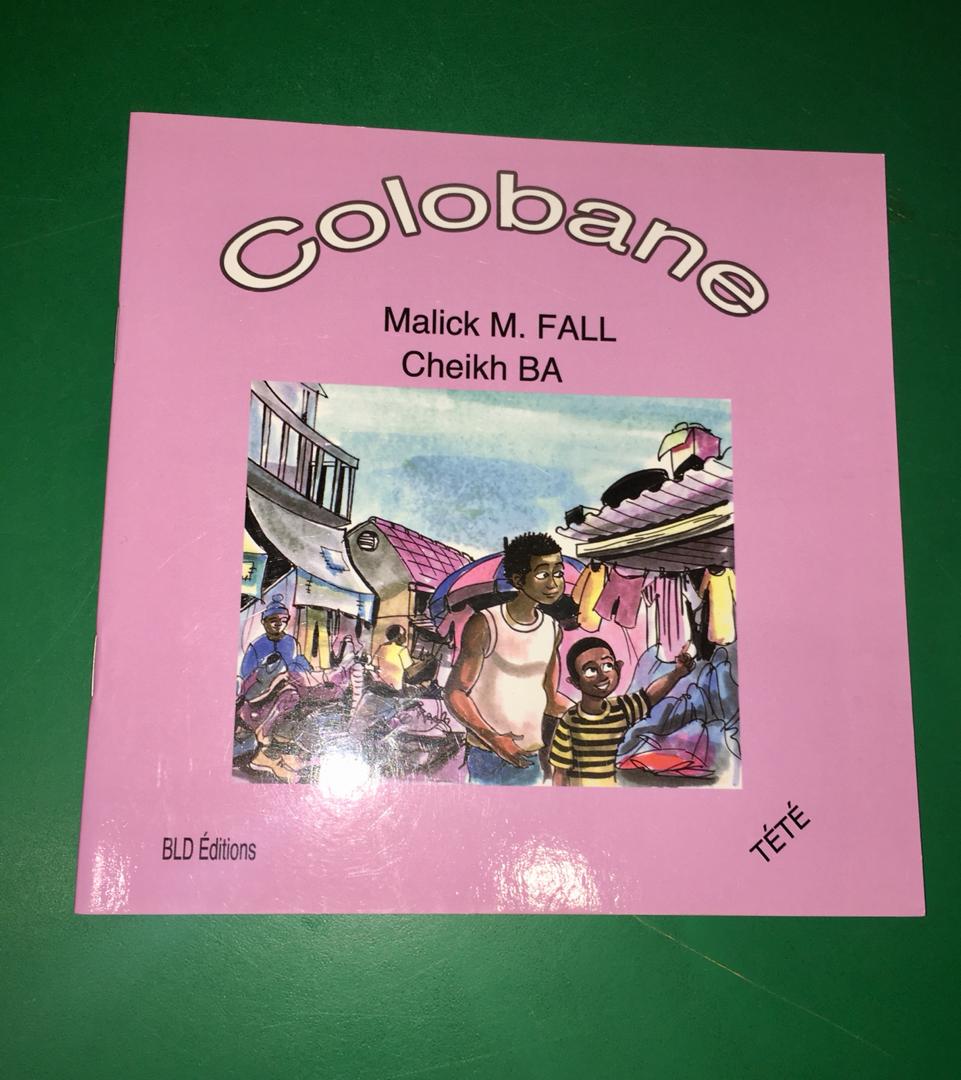 Colobane
Malick M. FALL
Cheikh BA
BLD Éditions
TÉTÉ